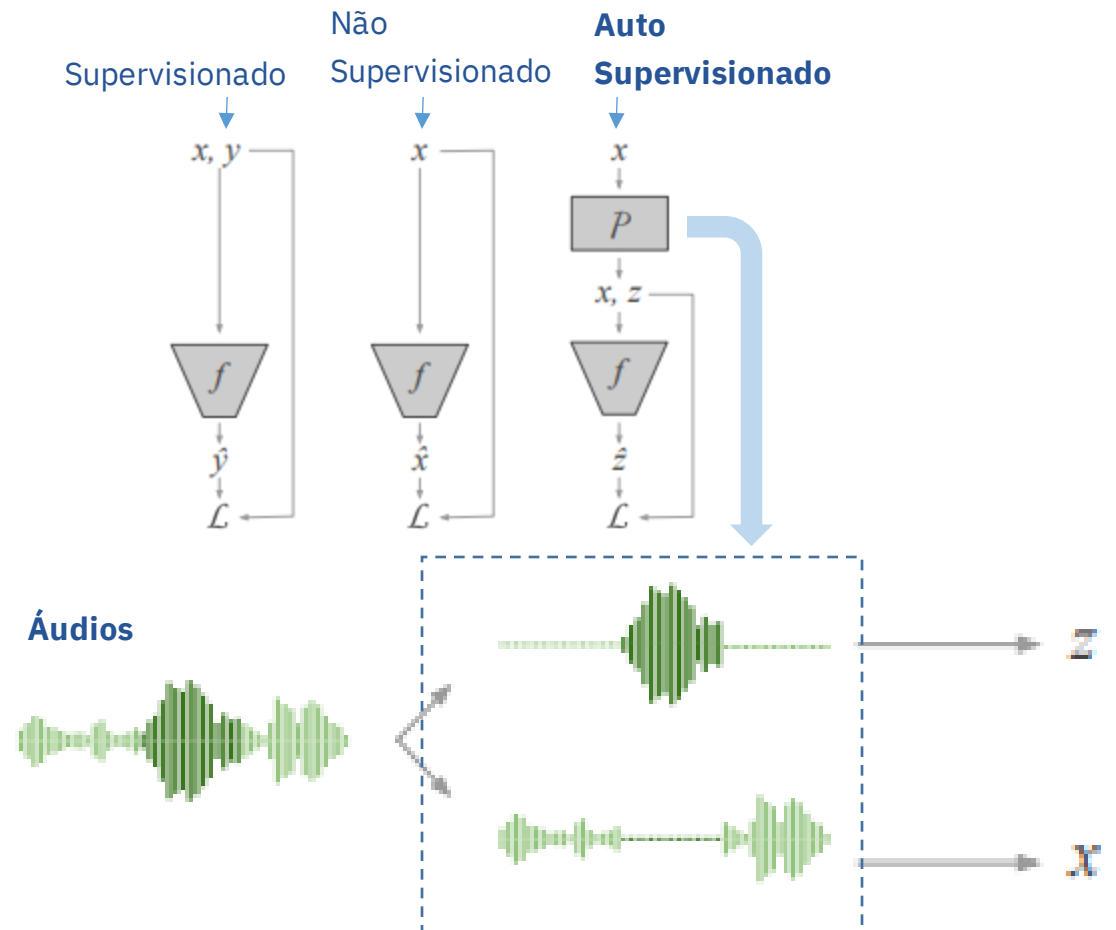 Supervisionado
Não
Supervisionado
Auto
Supervisionado
x, y
x
x
P
x, z
f
f
f
ŷ
x̂
ẑ
ℒ
ℒ
ℒ
Áudios
z
x